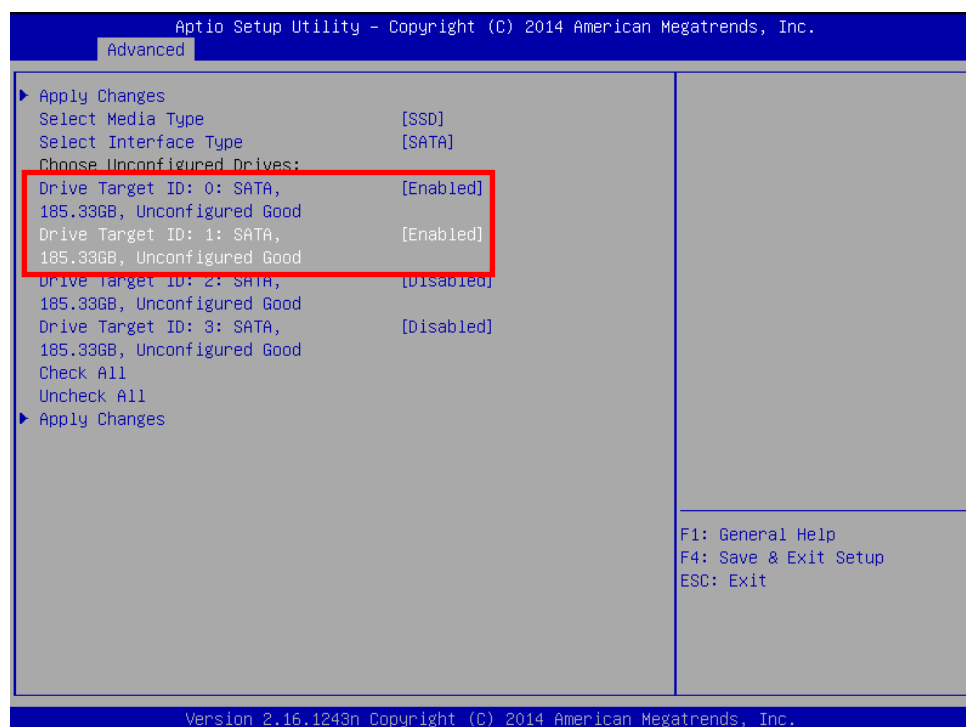 Aptio Setup Utility – Copyright (C) 2014 American Megatrends, Inc.
Advanced
Apply Changes
Select Media Type [SSD]
Select Interface Type [SATA]
Choose Unconfigured Drives:
Drive Target ID: 0: SATA, [Enabled]
185.33GB, Unconfigured Good
Drive Target ID: 1: SATA, [Enabled]
185.33GB, Unconfigured Good
Drive Target ID: 2: SATA, [Disabled]
185.33GB, Unconfigured Good
Drive Target ID: 3: SATA, [Disabled]
185.33GB, Unconfigured Good
Check All
Uncheck All
Apply Changes
F1: General Help
F4: Save & Exit Setup
ESC: Exit
Version 2.16.1243n Copyright (C) 2014 American Megatrends, Inc.